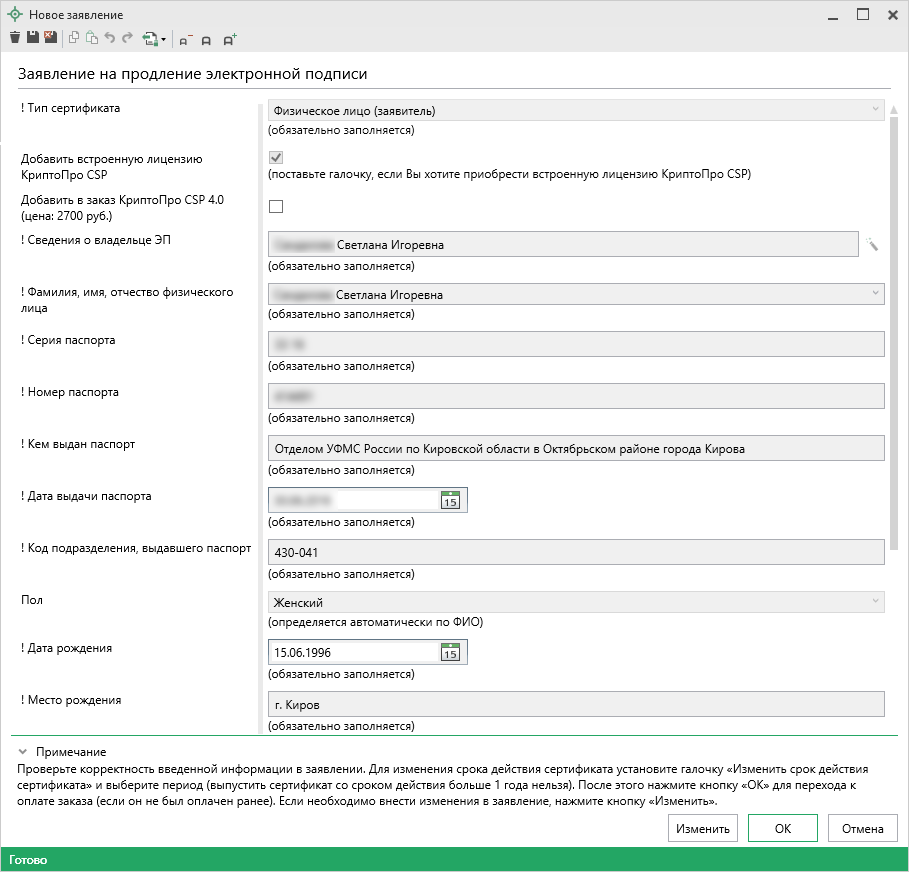 Новое заявление
Заявление на продление электронной подписи
! Тип сертификата
Физическое лицо (заявитель)
(обязательно заполняется)
Добавить встроенную лицензию
КриптоПро CSP
(поставьте галочку, если Вы хотите приобрести встроенную лицензию КриптоПро CSP)
Добавить в заказ КриптоПро CSP 4.0
(цена: 2700 руб.)
! Сведения о владельце ЭП
Светлана Игоревна
(обязательно заполняется)
! Фамилия, имя, отчество физического
лица
Светлана Игоревна
(обязательно заполняется)
! Серия паспорта
(обязательно заполняется)
! Номер паспорта
(обязательно заполняется)
! Кем выдан паспорт
Отделом УФМС России по Кировской области в Октябрьском районе города Кирова
(обязательно заполняется)
! Дата выдачи паспорта
15
(обязательно заполняется)
! Код подразделения, выдавшего паспорт
430-041
(обязательно заполняется)
Пол
Женский
(определяется автоматически по ФИО)
! Дата рождения
15.06.1996
15
(обязательно заполняется)
! Место рождения
г. Киров
(обязательно заполняется)
Примечание
Проверьте корректность введенной информации в заявлении. Для изменения срока действия сертификата установите галочку «Изменить срок действия
сертификата» и выберите период (выпустить сертификат со сроком действия больше 1 года нельзя). После этого нажмите кнопку «ОК» для перехода к
оплате заказа (если он не был оплачен ранее). Если необходимо внести изменения в заявление, нажмите кнопку «Изменить».
Изменить
ОК
Отмена
Готово